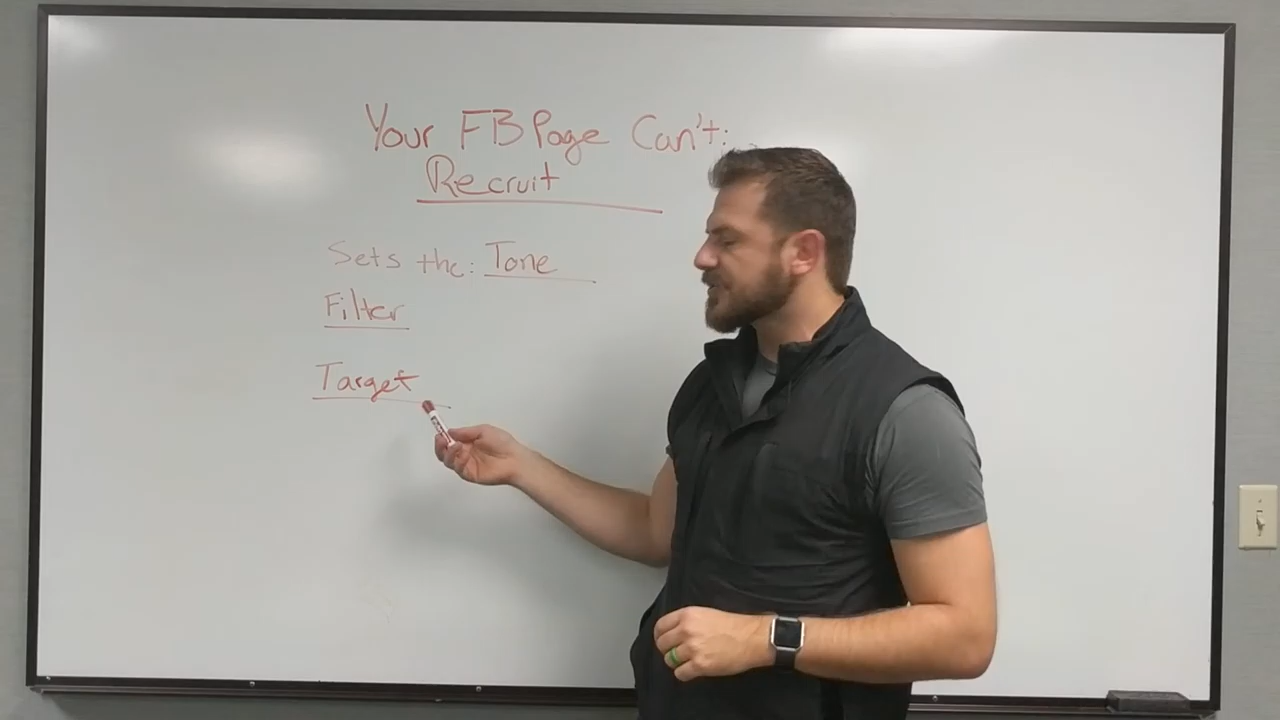 Your FB Page Can't:
Recruit
Sets the: Tone
Filter
Target